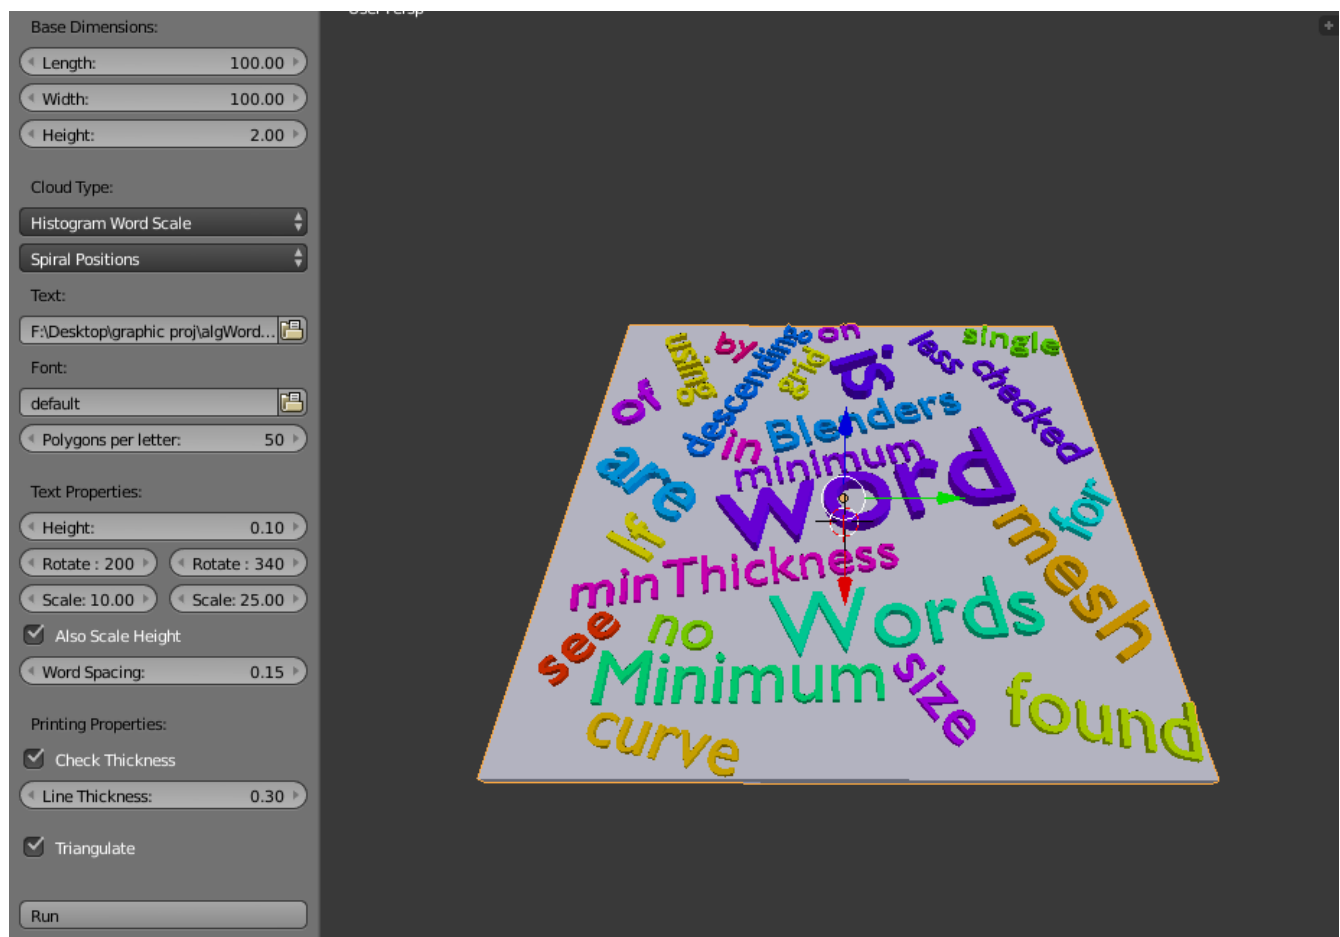 User Persp
Base Dimensions:
Length: 100.00
Width: 100.00
Height: 2.00
Cloud Type:
Histogram Word Scale
Spiral Positions
Text:
F:\Desktop\graphic proj\algWord...
Font:
default
Polygons per letter: 50
Text Properties:
Height: 0.10
Rotate : 200 Rotate : 340
Scale: 10.00 Scale: 25.00
Also Scale Height
Word Spacing: 0.15
Printing Properties:
Check Thickness
Line Thickness: 0.30
Triangulate
Run
using
by
descending
on
grid
is.
less
single
checked
of
in
Blenders
are
minimum
word
for
If
mesh
minThickness
Words
see
no
Minimum
size
found
curve